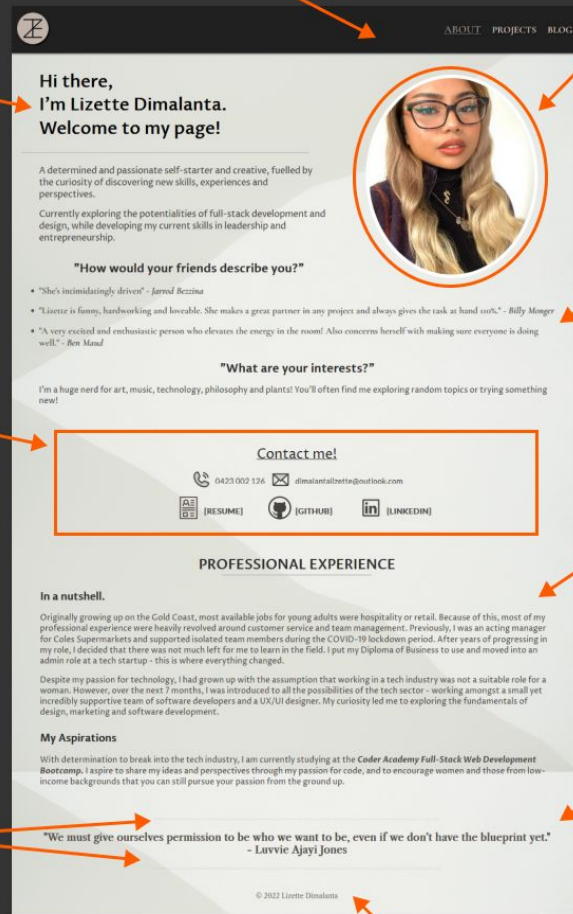 ABOUT PROJECTS BLOG
Hi there,
I'm Lizette Dimalanta.
Welcome to my page!
A determined and passionate self-starter and creative, fuelled by
the curiosity of discovering new skills, experiences and
perspectives.
Currently exploring the potentialities of full-stack development and
design, while developing my current skills in leadership and
entrepreneurship.
"How would your friends describe you?"
• "She's intimidatingly driven" - Jarrod Bezzina
• "Lizette is funny, hardworking and loveable. She makes a great partner in any project and always gives the task at hand 110%." - Billy Monger
• "A very excited and enthusiastic person who elevates the energy in the room! Also concerns herself with making sure everyone is doing
well." - Ben Maud
"What are your interests?"
I'm a huge nerd for art, music, technology, philosophy and plants! You'll often find me exploring random topics or trying something
new!
Contact me!
0423 002 126 dimalantalizette@outlook.com
[RESUME] [GITHUB] [LINKEDIN]
PROFESSIONAL EXPERIENCE
In a nutshell.
Originally growing up on the Gold Coast, most available jobs for young adults were hospitality or retail. Because of this, most of my
professional experience were heavily revolved around customer service and team management. Previously, I was an acting manager
for Coles Supermarkets and supported isolated team members during the COVID-19 lockdown period. After years of progressing in
my role, I decided that there was not much left for me to learn in the field. I put my Diploma of Business to use and moved into an
admin role at a tech startup - this is where everything changed.
Despite my passion for technology, I had grown up with the assumption that working in a tech industry was not a suitable role for a
woman. However, over the next 7 months, I was introduced to all the possibilities of the tech sector - working amongst a small yet
incredibly supportive team of software developers and a UX/UI designer. My curiosity led me to exploring the fundamentals of
design, marketing and software development.
My Aspirations
With determination to break into the tech industry, I am currently studying at the Coder Academy Full-Stack Web Development
Bootcamp. I aspire to share my ideas and perspectives through my passion for code, and to encourage women and those from low-
income backgrounds that you can still pursue your passion from the ground up.
"We must give ourselves permission to be who we want to be, even if we don't have the blueprint yet."
- Luvvie Ajayi Jones
© 2022 Lizette Dimalanta